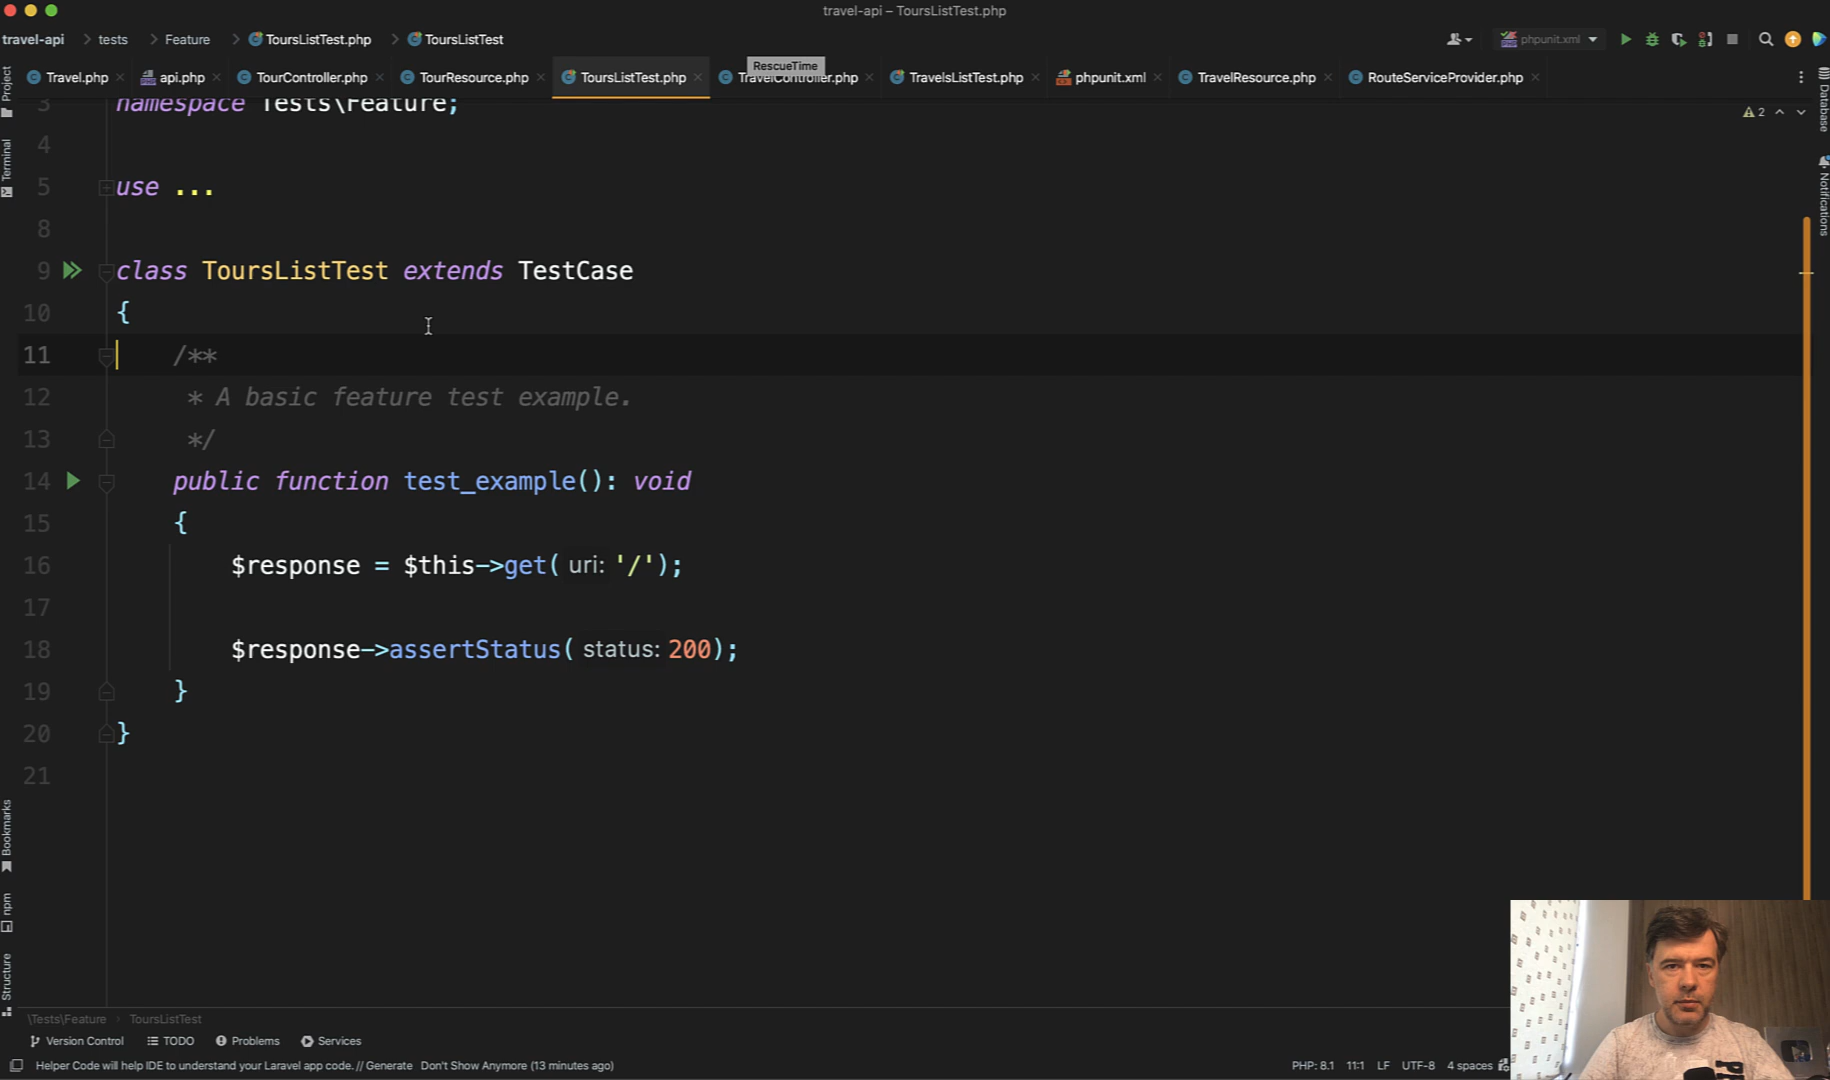 travel-api – ToursListTest.php
travel-api > tests > Feature > ToursListTest.php > ToursListTest
phpunit.xml
Travel.php api.php TourController.php TourResource.php ToursListTest.php TravelController.php TravelsListTest.php phpunit.xml TravelResource.php RouteServiceProvider.php
RescueTime
Project
Terminal
Bookmarks
npm
Structure
Database
Notifications
2
3 namespace Tests\Feature;
4
5 use ...
8
9 class ToursListTest extends TestCase
10 {
11 /**
12 * A basic feature test example.
13 */
14 public function test_example(): void
15 {
16 $response = $this->get( uri: '/');
17
18 $response->assertStatus( status: 200);
19 }
20 }
21
\Tests\Feature > ToursListTest
Version Control TODO Problems Services
Helper Code will help IDE to understand your Laravel app code. // Generate Don't Show Anymore (13 minutes ago)
PHP: 8.1 11:1 LF UTF-8 4 spaces